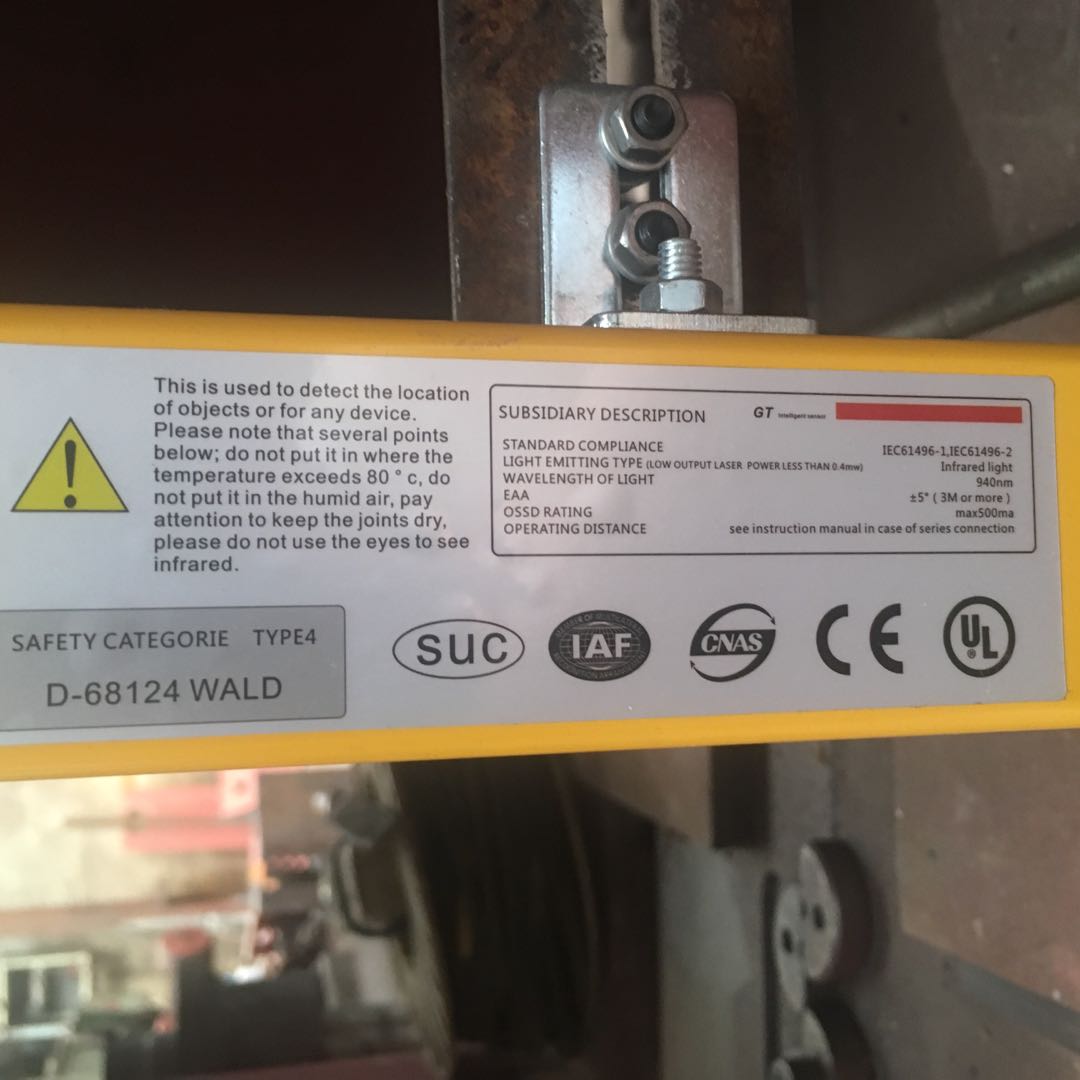 This is used to detect the location
of objects or for any device.
Please note that several points
below; do not put it in where the
temperature exceeds 80 ° c, do
not put it in the humid air, pay
attention to keep the joints dry,
please do not use the eyes to see
infrared.
SUBSIDIARY DESCRIPTION GT Intelligent sensor
STANDARD COMPLIANCE IEC61496-1,IEC61496-2
LIGHT EMITTING TYPE (LOW OUTPUT LASER POWER LESS THAN 0.4mw) Infrared light
WAVELENGTH OF LIGHT 940nm
EAA ±5° ( 3M or more )
OSSD RATING max500ma
OPERATING DISTANCE see instruction manual in case of series connection
SAFETY CATEGORIE TYPE4
D-68124 WALD
SUC
IAF
CNAS
CE
UL